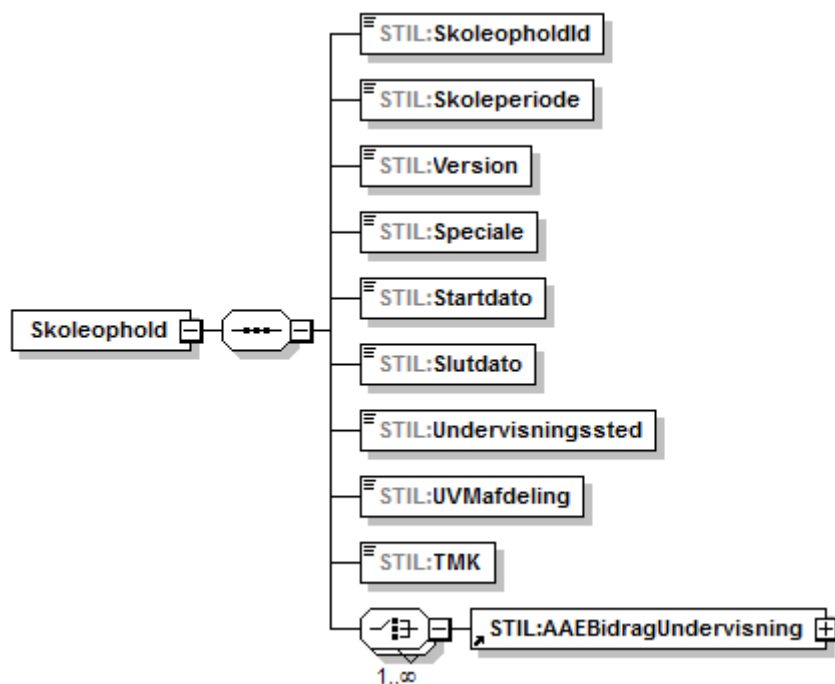 STIL:SkoleopholdId
STIL:Skoleperiode
STIL:Version
STIL:Speciale
STIL:Startdato
Skoleophold
STIL:Slutdato
STIL:Undervisningssted
STIL:UVMafdeling
STIL:TMK
STIL:AAEBidragUndervisning
1..∞